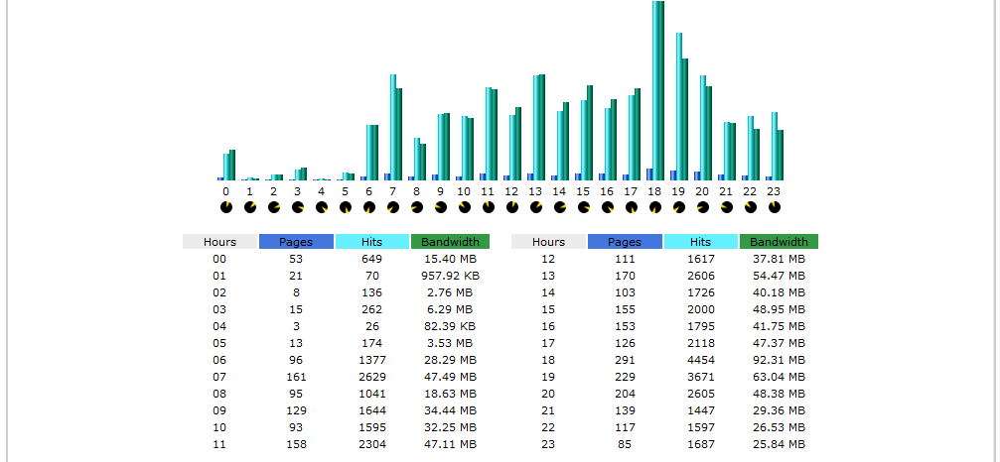 0 1 2 3 4 5 6 7 8 9 10 11 12 13 14 15 16 17 18 19 20 21 22 23
Hours Pages Hits Bandwidth Hours Pages Hits Bandwidth
00 53 649 15.40 MB 12 111 1617 37.81 MB
01 21 70 957.92 KB 13 170 2606 54.47 MB
02 8 136 2.76 MB 14 103 1726 40.18 MB
03 15 262 6.29 MB 15 155 2000 48.95 MB
04 3 26 82.39 KB 16 153 1795 41.75 MB
05 13 174 3.53 MB 17 126 2118 47.37 MB
06 96 1377 28.29 MB 18 291 4454 92.31 MB
07 161 2629 47.49 MB 19 229 3671 63.04 MB
08 95 1041 18.63 MB 20 204 2605 48.38 MB
09 129 1644 34.44 MB 21 139 1447 29.36 MB
10 93 1595 32.25 MB 22 117 1597 26.53 MB
11 158 2304 47.11 MB 23 85 1687 25.84 MB